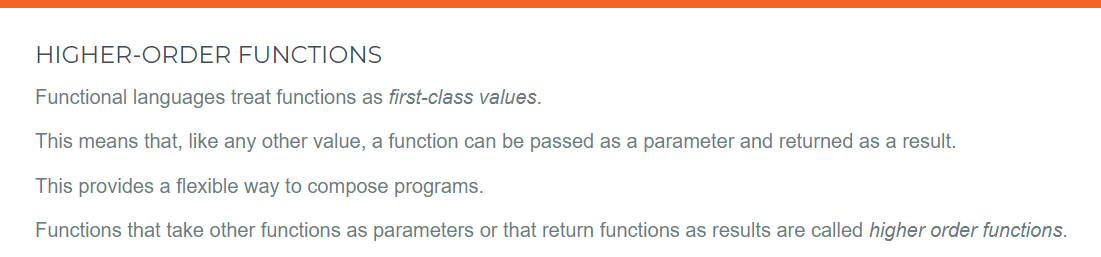 HIGHER-ORDER FUNCTIONS
Functional languages treat functions as first-class values.
This means that, like any other value, a function can be passed as a parameter and returned as a result.
This provides a flexible way to compose programs.
Functions that take other functions as parameters or that return functions as results are called higher order functions.